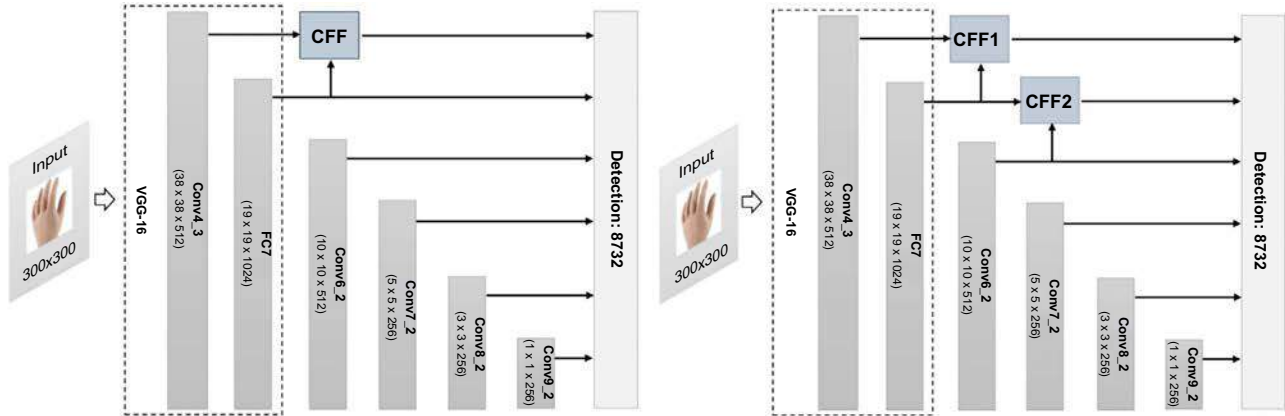 Input
300x300
VGG-16
Conv4_3
(38 x 38 x 512)
FC7
(19 x 19 x 1024)
CFF
Conv6_2
(10 x 10 x 512)
Conv7_2
(5 x 5 x 256)
Conv8_2
(3 x 3 x 256)
Conv9_2
(1 x 1 x 256)
Detection: 8732
Input
300x300
VGG-16
Conv4_3
(38 x 38 x 512)
FC7
(19 x 19 x 1024)
CFF1
CFF2
Conv6_2
(10 x 10 x 512)
Conv7_2
(5 x 5 x 256)
Conv8_2
(3 x 3 x 256)
Conv9_2
(1 x 1 x 256)
Detection: 8732